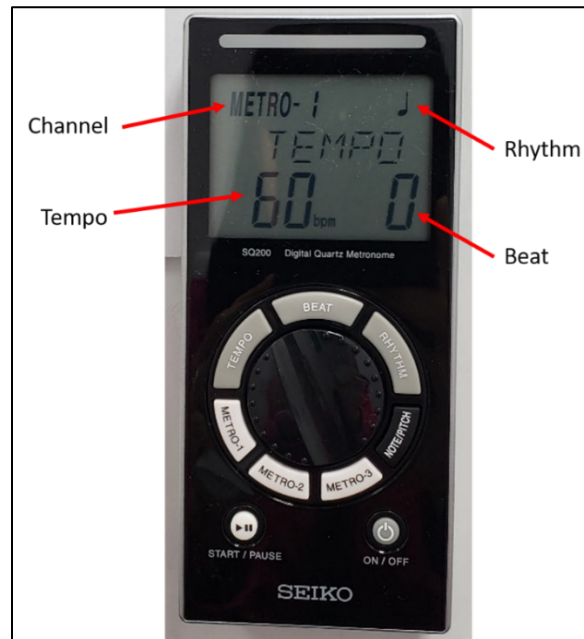 METRO-1 ♩
Channel
Rhythm
TEMPO
Tempo
60 bpm 0
Beat
SQ200 Digital Quartz Metronome
BEAT
TEMPO
RHYTHM
METRO-1
NOTE/PITCH
METRO-2
METRO-3
START / PAUSE
ON / OFF
SEIKO